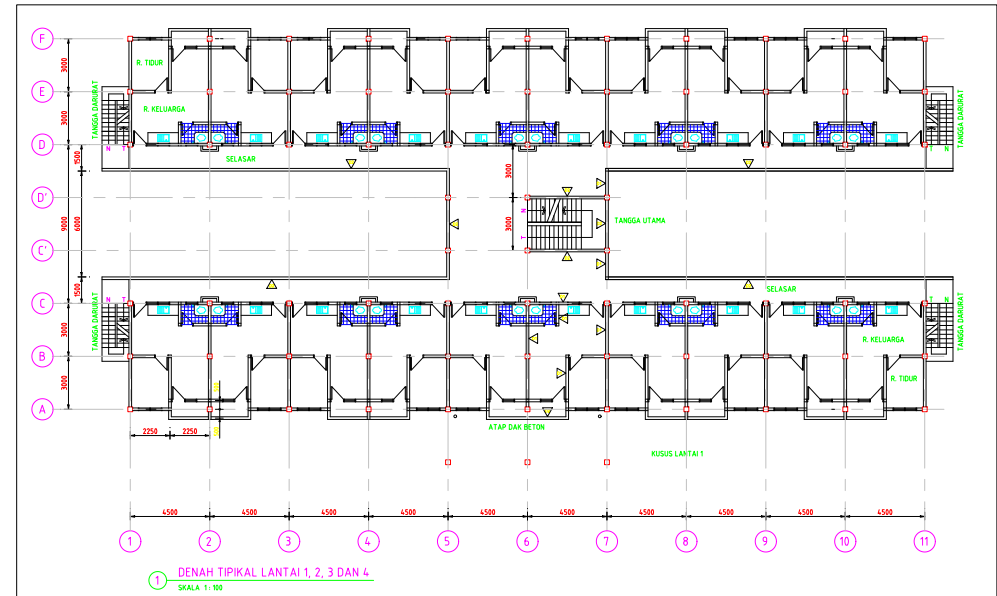 F
R. TIDUR
3000
E
TANGGA DARURAT
R. KELUARGA
TANGGA DARURAT
3000
N T
T N
D
SELASAR
1500
3000
D'
N
TANGGA UTAMA
9000
6000
3000
T
C'
1500
SELASAR
N T
T N
C
TANGGA DARURAT
TANGGA DARURAT
3000
R. KELUARGA
B
R. TIDUR
3000
A
2250 2250
ATAP DAK BETON
KUSUS LANTAI 1
4500 4500 4500 4500 4500 4500 4500 4500 4500 4500
1 2 3 4 5 6 7 8 9 10 11
1 DENAH TIPIKAL LANTAI 1, 2, 3 DAN 4
SKALA 1 : 100